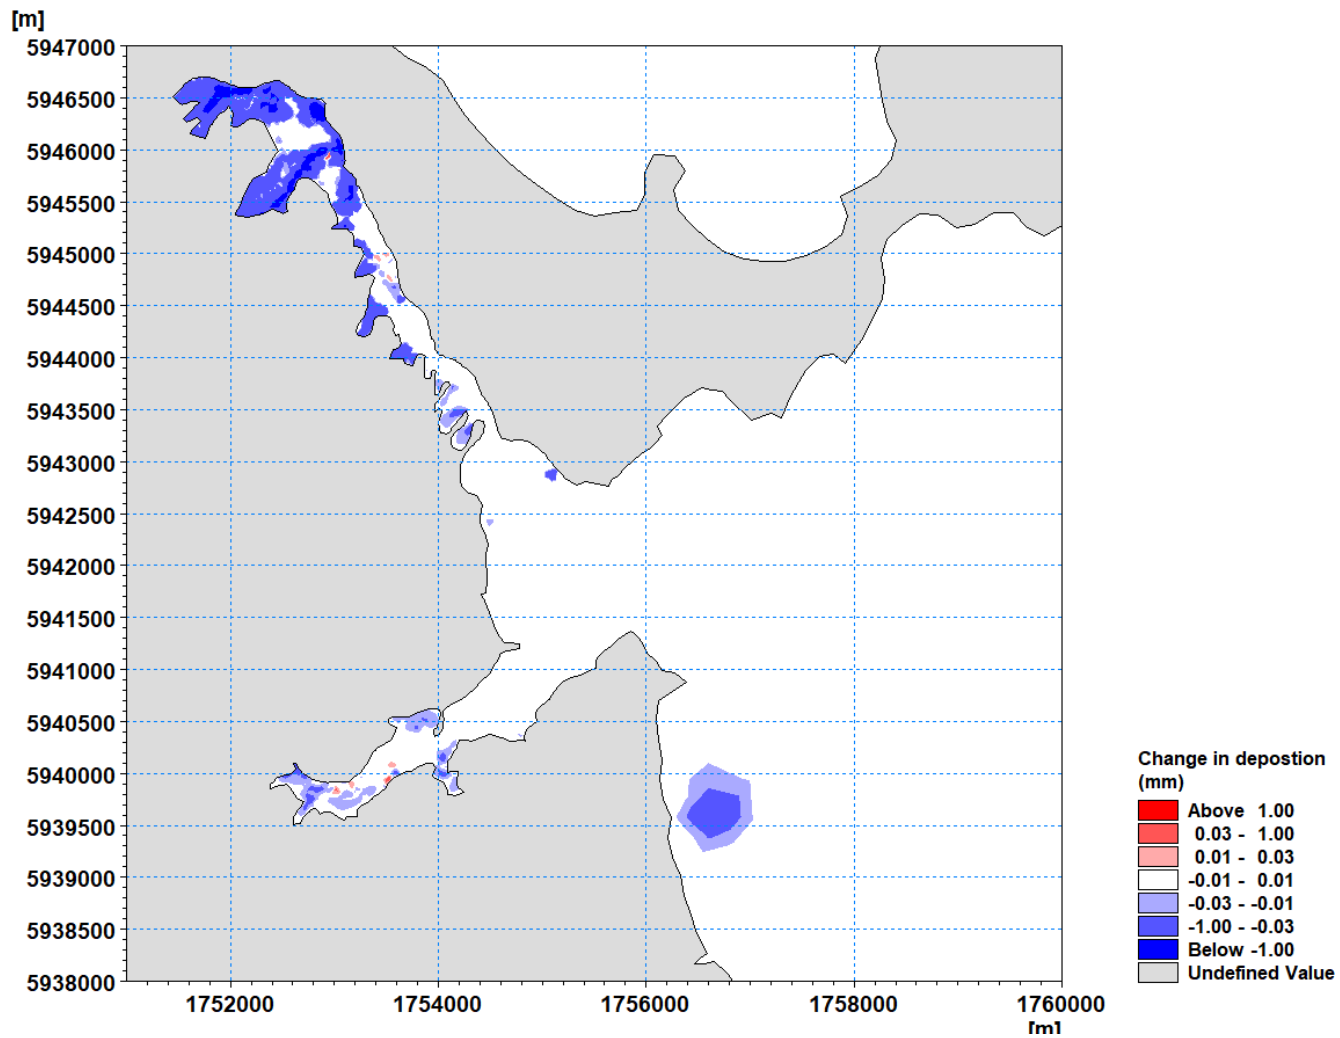 [m]
5947000
5946500
5946000
5945500
5945000
5944500
5944000
5943500
5943000
5942500
5942000
5941500
5941000
5940500
5940000
5939500
5939000
5938500
5938000
1752000 1754000 1756000 1758000 1760000
[m]
Change in depostion
(mm)
Above 1.00
0.03 - 1.00
0.01 - 0.03
-0.01 - 0.01
-0.03 - -0.01
-1.00 - -0.03
Below -1.00
Undefined Value